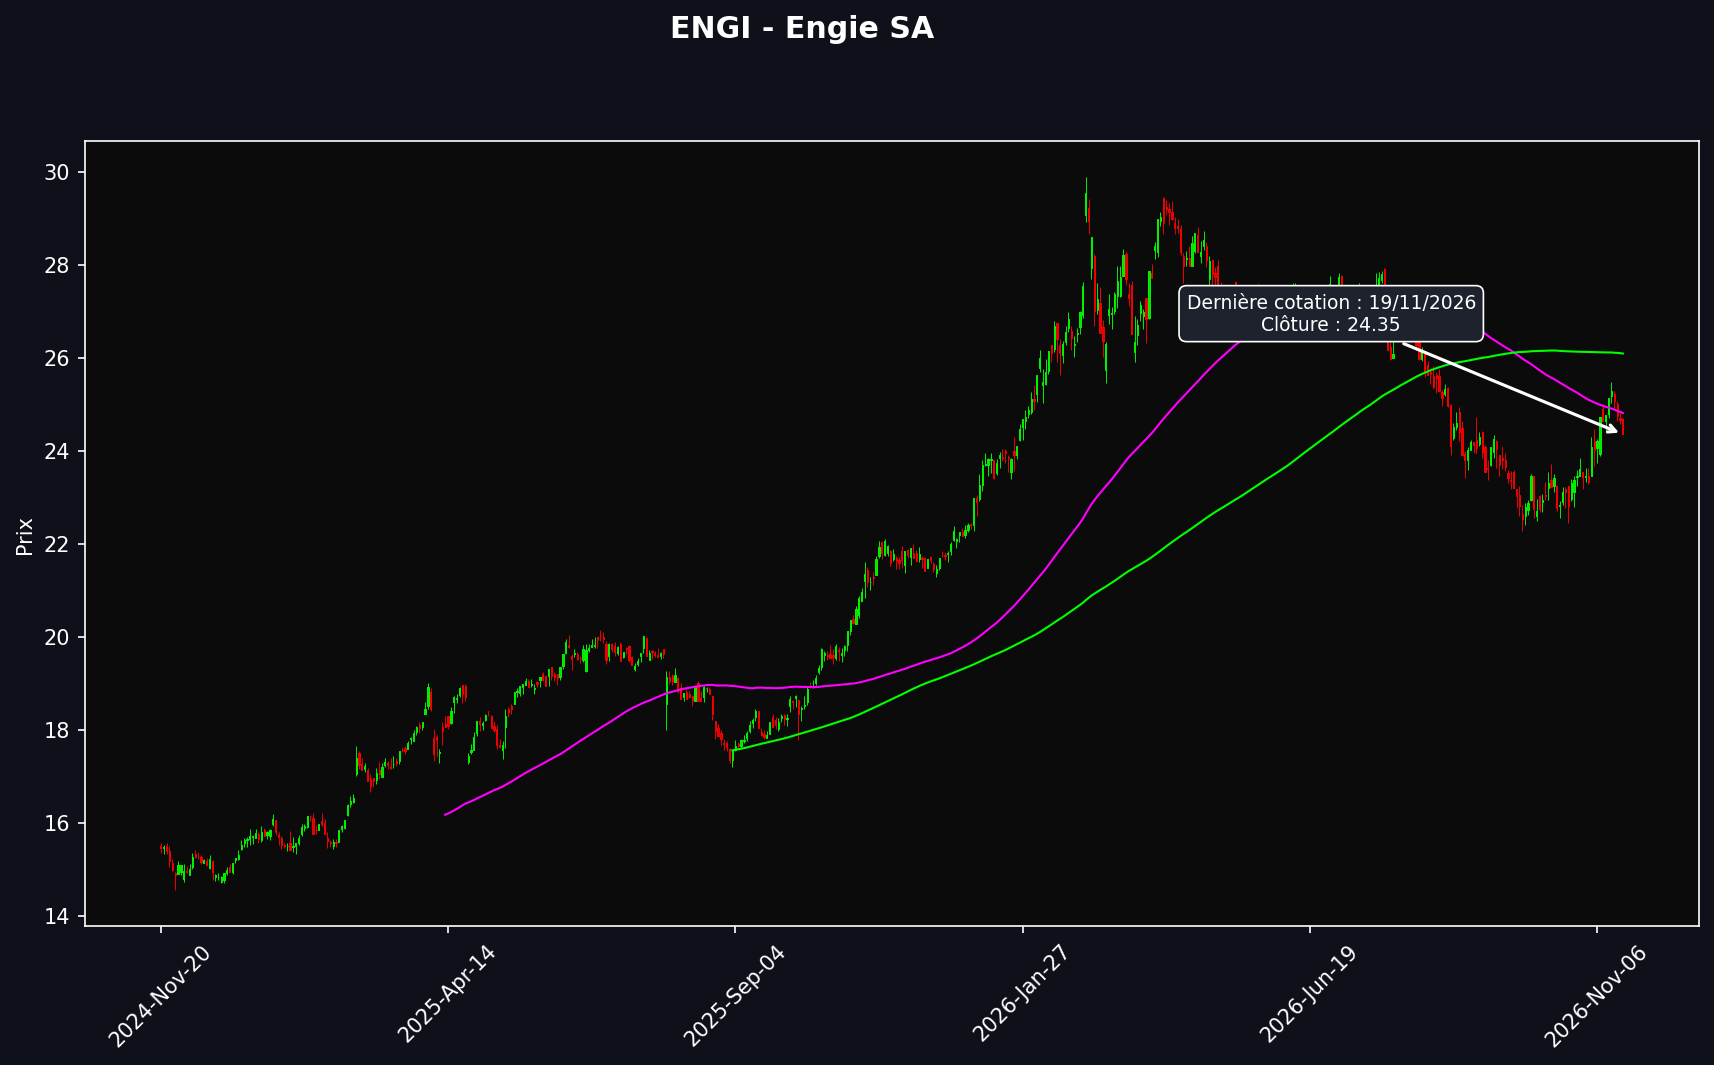 ENGI - Engie SA
30
28
26
24
22
20
18
16
14
Prix
Dernière cotation : 19/11/2026
Clôture : 24.35
2024-Nov-20
2025-Apr-14
2025-Sep-04
2026-Jan-27
2026-Jun-19
2026-Nov-06